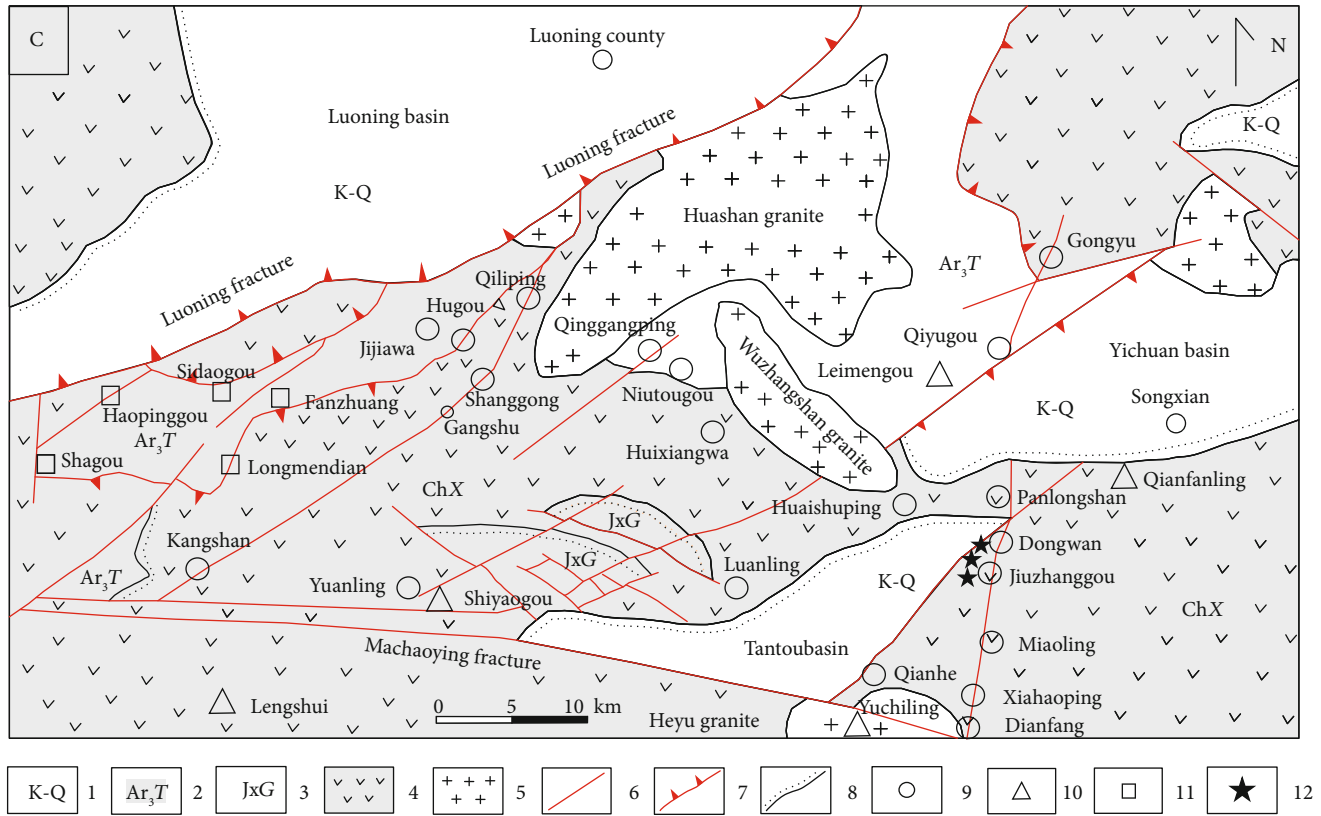 C
N
Luoning county
Luoning basin
Luoning fracture
K-Q
K-Q
Huashan granite
Ar₃T
Gongyu
Luoning fracture
Qiliping
Hugou
Jijiawa
Qinggangping
Qiyugou
Yichuan basin
Leimengou
Wuzhangshan granite
Sidaogou
Haopinggou
Fanzhuang
Shanggong
Gangshu
Niutougou
K-Q
Songxian
Ar₃T
Shagou
Longmendian
Huixiangwa
ChX
Huaishuping
Panlongshan
Qianfanling
JxG
JxG
Kangshan
Ar₃T
Yuanling
Shiyaogou
Luanling
K-Q
Dongwan
Jiuzhanggou
ChX
Machaoying fracture
Tantoubasin
Miaoling
Qianhe
Xiahaoping
Yuchiling
Dianfang
Lengshui
0 5 10 km
Heyu granite
K-Q 1 Ar₃T 2 JxG 3 4 5 6 7 8 9 10 11 12